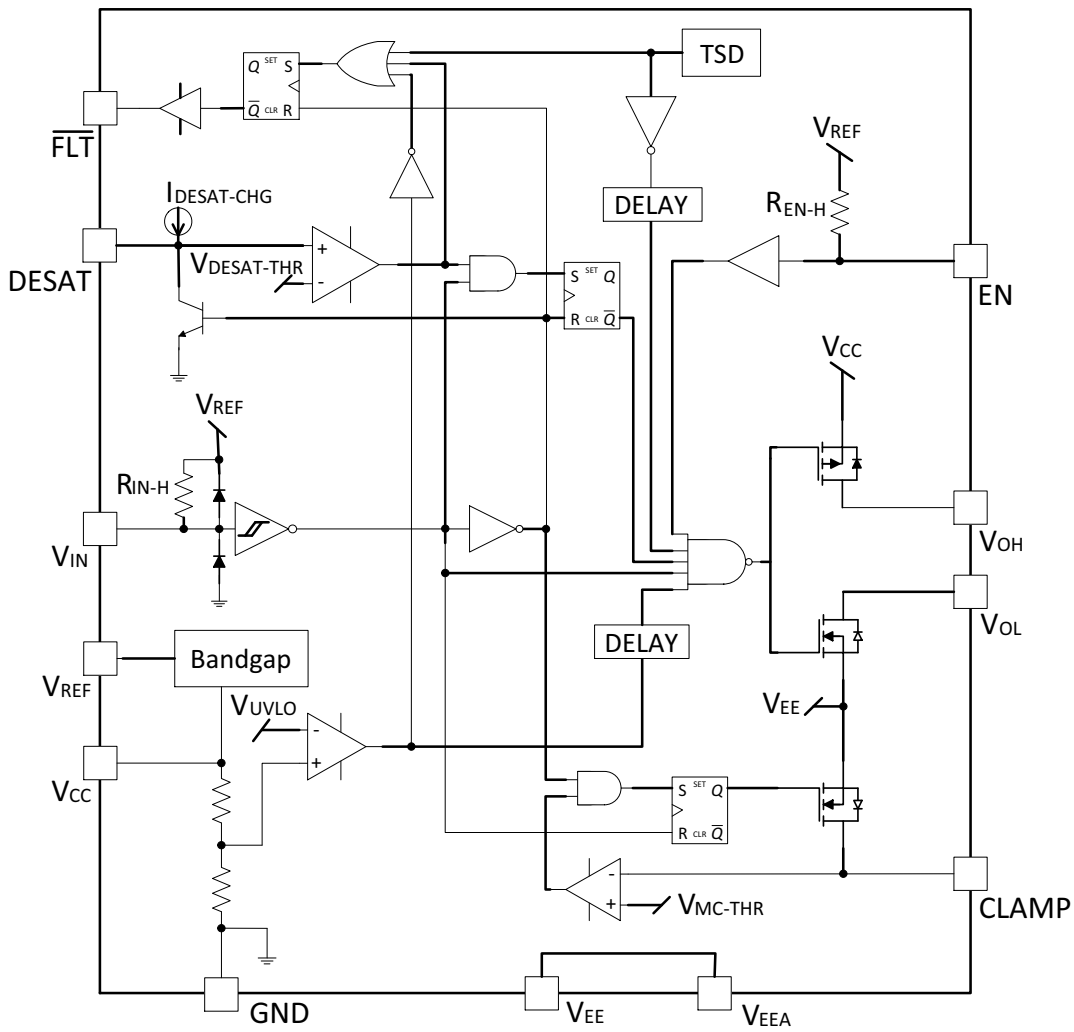 TSD
Q SET S
Q CLR R
FLT
VREF
IDESAT-CHG
DELAY
REN-H
DESAT
VDESAT-THR
+
-
S SET Q
R CLR Q
EN
VCC
VREF
RIN-H
VIN
VOH
DELAY
VOL
VREF
Bandgap
VUVLO
-
+
VEE
VCC
S SET Q
R CLR Q
-
+
VMC-THR
CLAMP
GND
VEE
VEEA